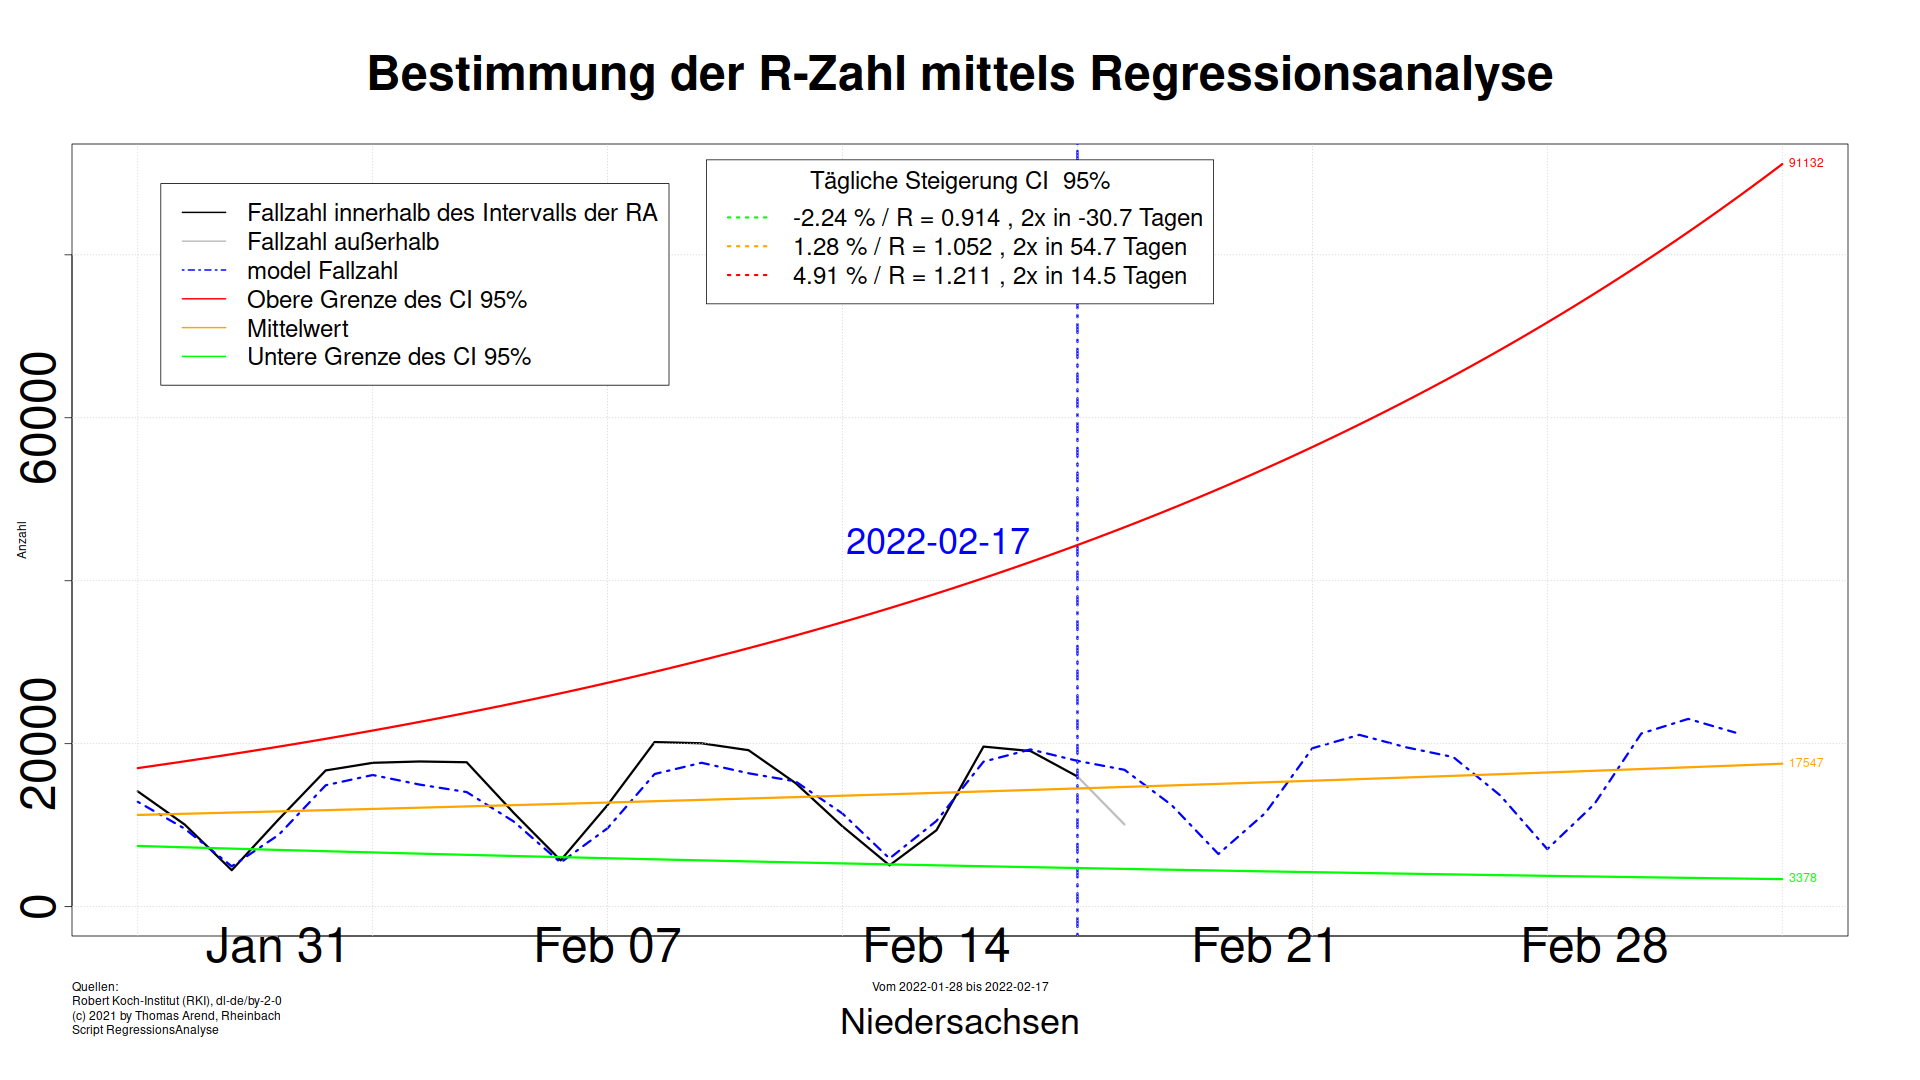 Bestimmung der R-Zahl mittels Regressionsanalyse
Fallzahl innerhalb des Intervalls der RA
Fallzahl außerhalb
model Fallzahl
Obere Grenze des CI 95%
Mittelwert
Untere Grenze des CI 95%
Tägliche Steigerung CI  95%
-2.24 % / R = 0.914 , 2x in -30.7 Tagen
1.28 % / R = 1.052 , 2x in 54.7 Tagen
4.91 % / R = 1.211 , 2x in 14.5 Tagen
91132
2022-02-17
17547
3378
Anzahl
60000
20000
0
Jan 31
Feb 07
Feb 14
Feb 21
Feb 28
Quellen:
Robert Koch-Institut (RKI), dl-de/by-2-0
(c) 2021 by Thomas Arend, Rheinbach
Script RegressionsAnalyse
Vom 2022-01-28 bis 2022-02-17
Niedersachsen